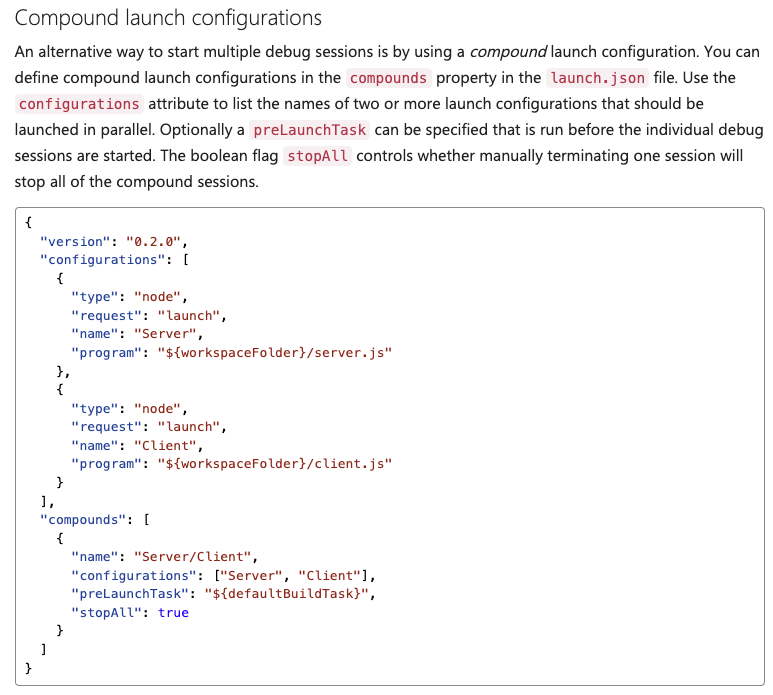 Compound launch configurations
An alternative way to start multiple debug sessions is by using a compound launch configuration. You can
define compound launch configurations in the compounds property in the launch.json file. Use the
configurations attribute to list the names of two or more launch configurations that should be
launched in parallel. Optionally a preLaunchTask can be specified that is run before the individual debug
sessions are started. The boolean flag stopAll controls whether manually terminating one session will
stop all of the compound sessions.
{
  "version": "0.2.0",
  "configurations": [
    {
      "type": "node",
      "request": "launch",
      "name": "Server",
      "program": "${workspaceFolder}/server.js"
    },
    {
      "type": "node",
      "request": "launch",
      "name": "Client",
      "program": "${workspaceFolder}/client.js"
    }
  ],
  "compounds": [
    {
      "name": "Server/Client",
      "configurations": ["Server", "Client"],
      "preLaunchTask": "${defaultBuildTask}",
      "stopAll": true
    }
  ]
}